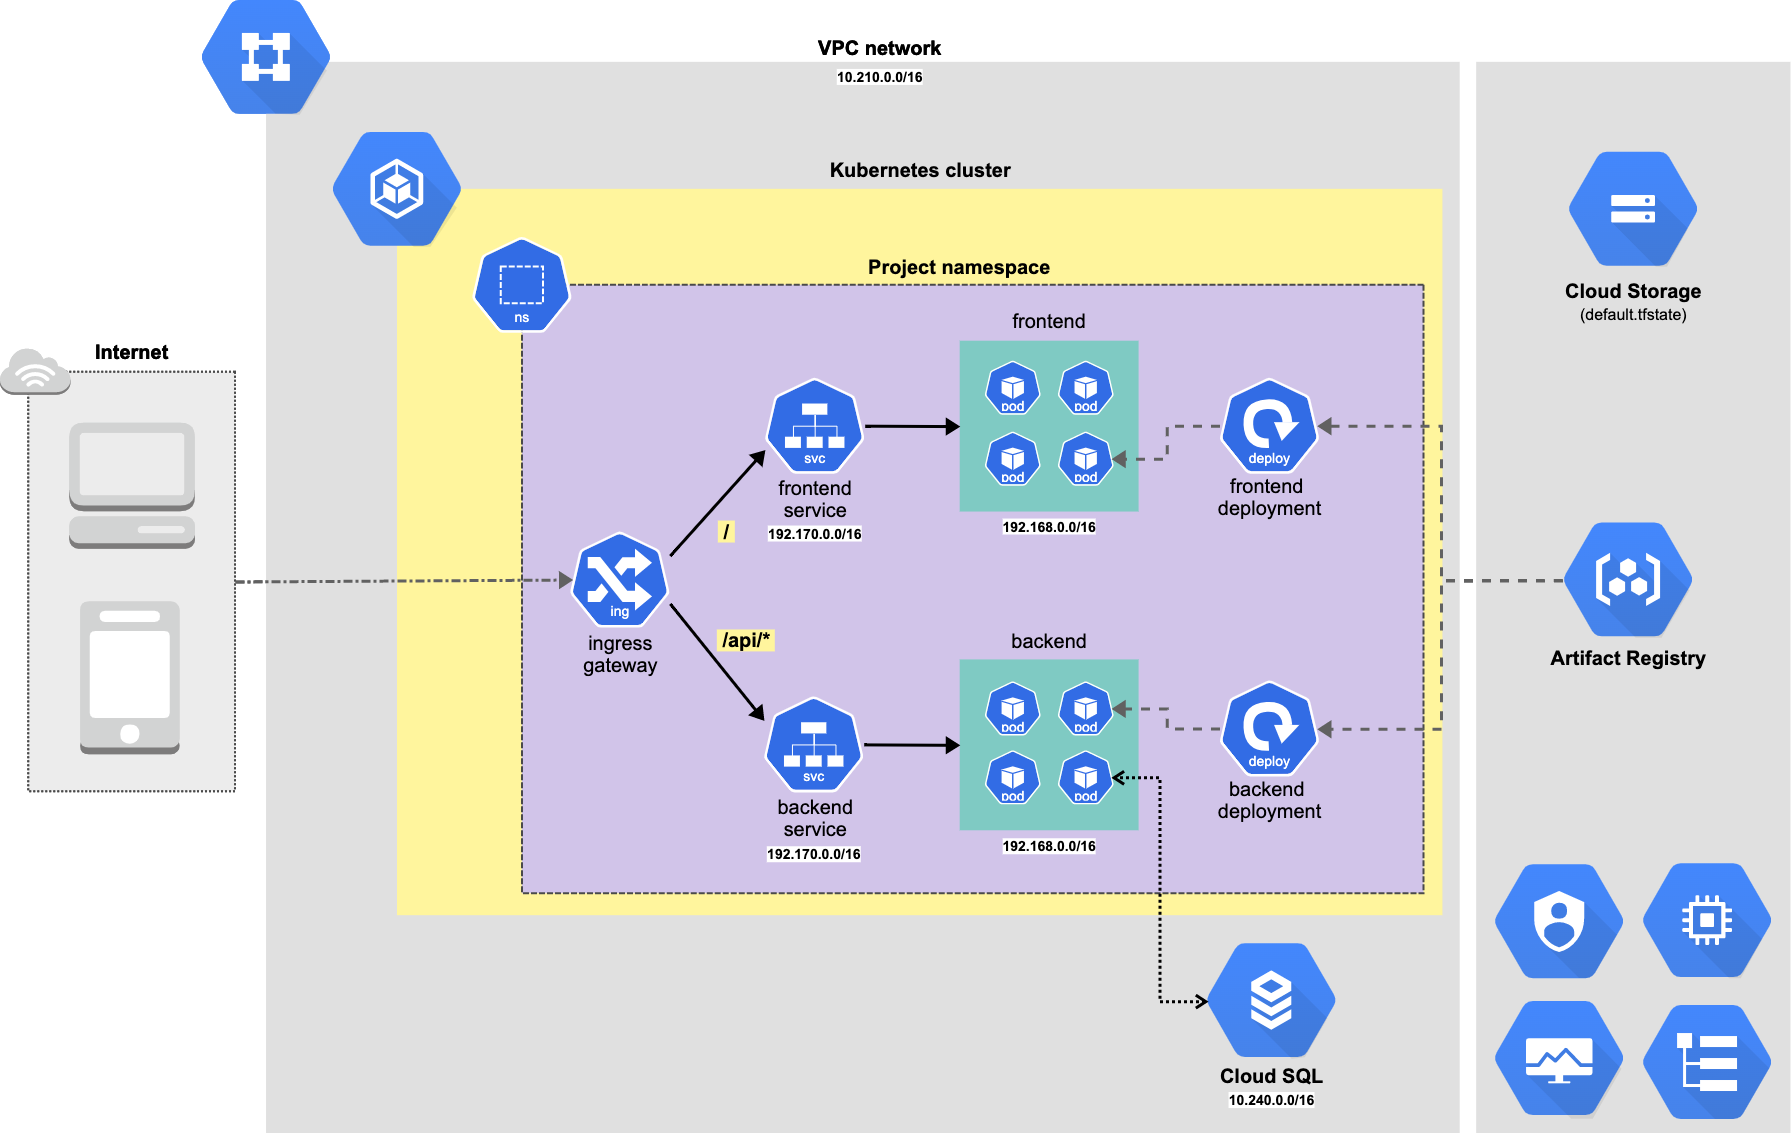 VPC network
10.210.0.0/16
Kubernetes cluster
Project namespace
ns
Internet
frontend
pod
pod
pod
pod
192.168.0.0/16
svc
frontend
service
192.170.0.0/16
deploy
frontend
deployment
/
ing
ingress
gateway
/api/*
backend
pod
pod
pod
pod
192.168.0.0/16
svc
backend
service
192.170.0.0/16
deploy
backend
deployment
Cloud SQL
10.240.0.0/16
Cloud Storage
(default.tfstate)
Artifact Registry